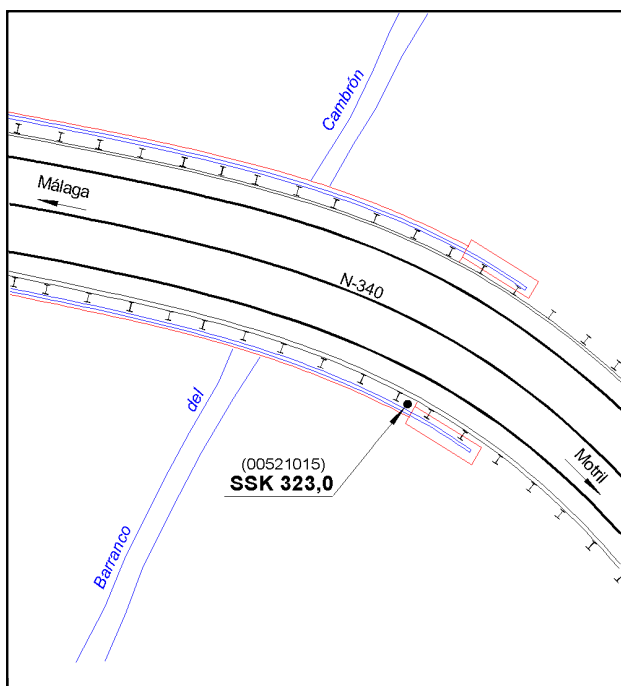 Cambrón
Málaga
N-340
del
(00521015)
SSK 323,0
Motril
Barranco